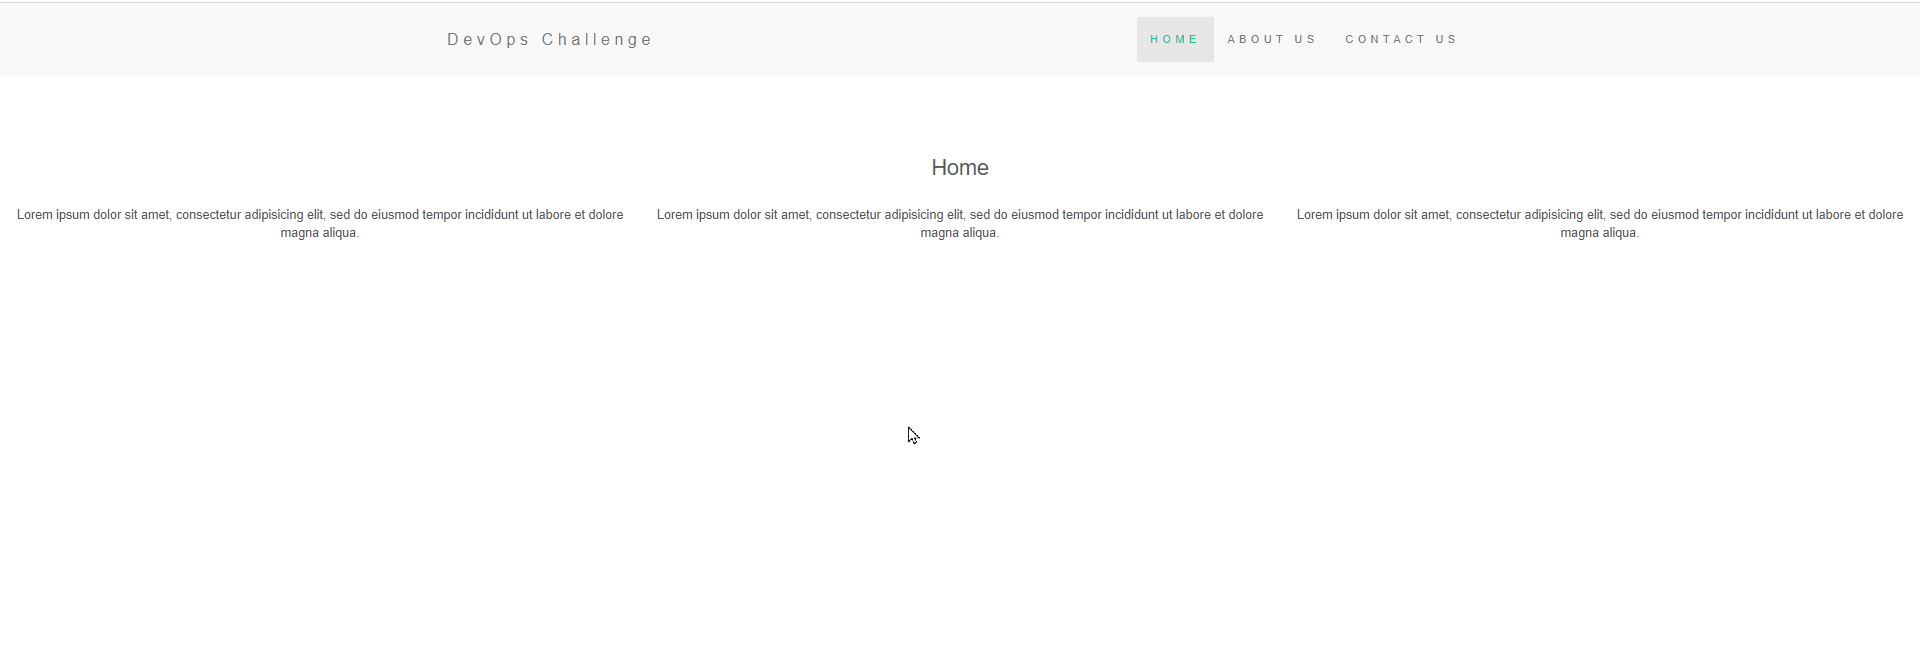 DevOps Challenge
HOME ABOUT US CONTACT US
Home
Lorem ipsum dolor sit amet, consectetur adipisicing elit, sed do eiusmod tempor incididunt ut labore et dolore
magna aliqua.
Lorem ipsum dolor sit amet, consectetur adipisicing elit, sed do eiusmod tempor incididunt ut labore et dolore
magna aliqua.
Lorem ipsum dolor sit amet, consectetur adipisicing elit, sed do eiusmod tempor incididunt ut labore et dolore
magna aliqua.